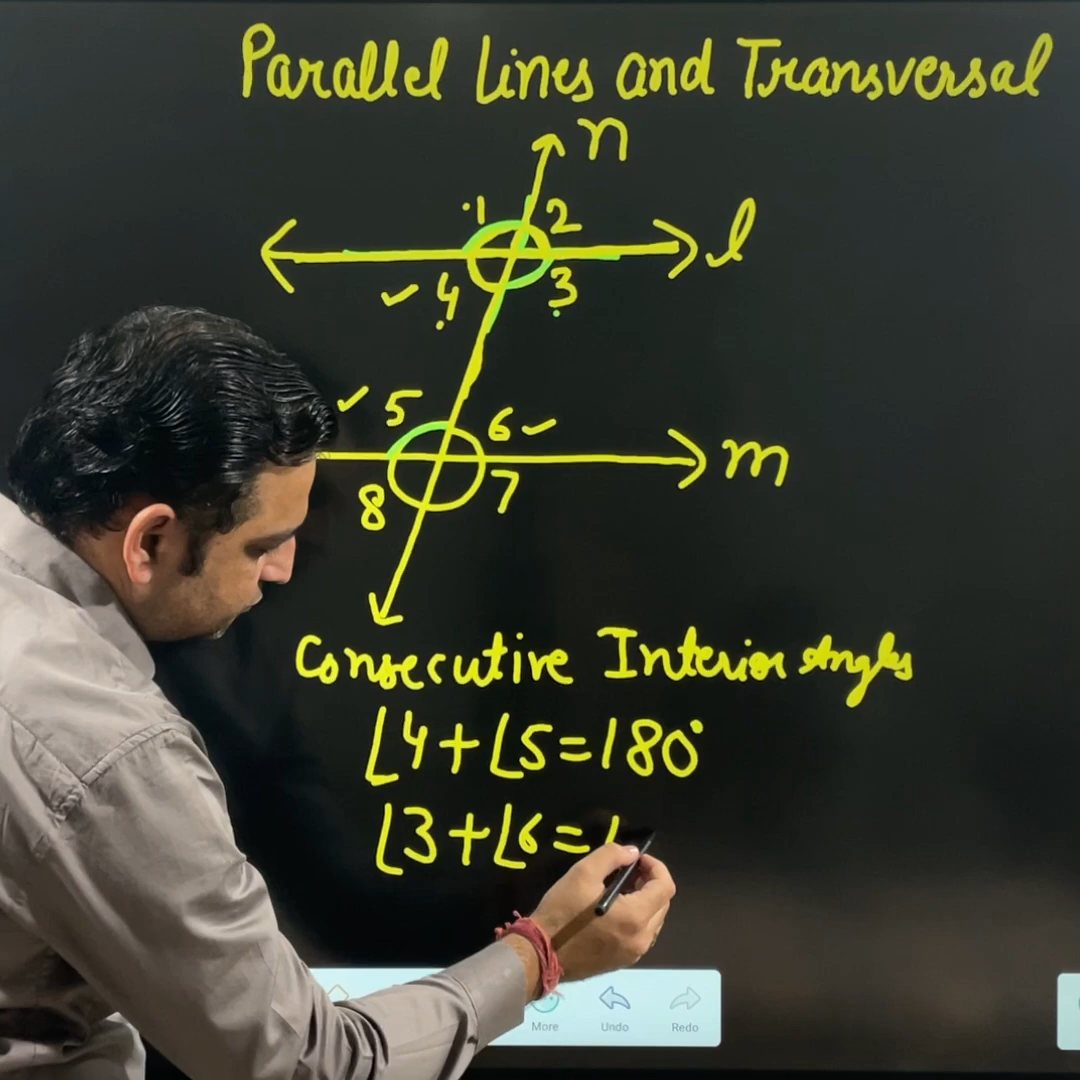 Parallel Lines and Transversal
n
1 2
l
4 3
5 6
m
8 7
Consecutive Interior Angles
∠4+∠5=180°
∠3+∠6=1
More Undo Redo